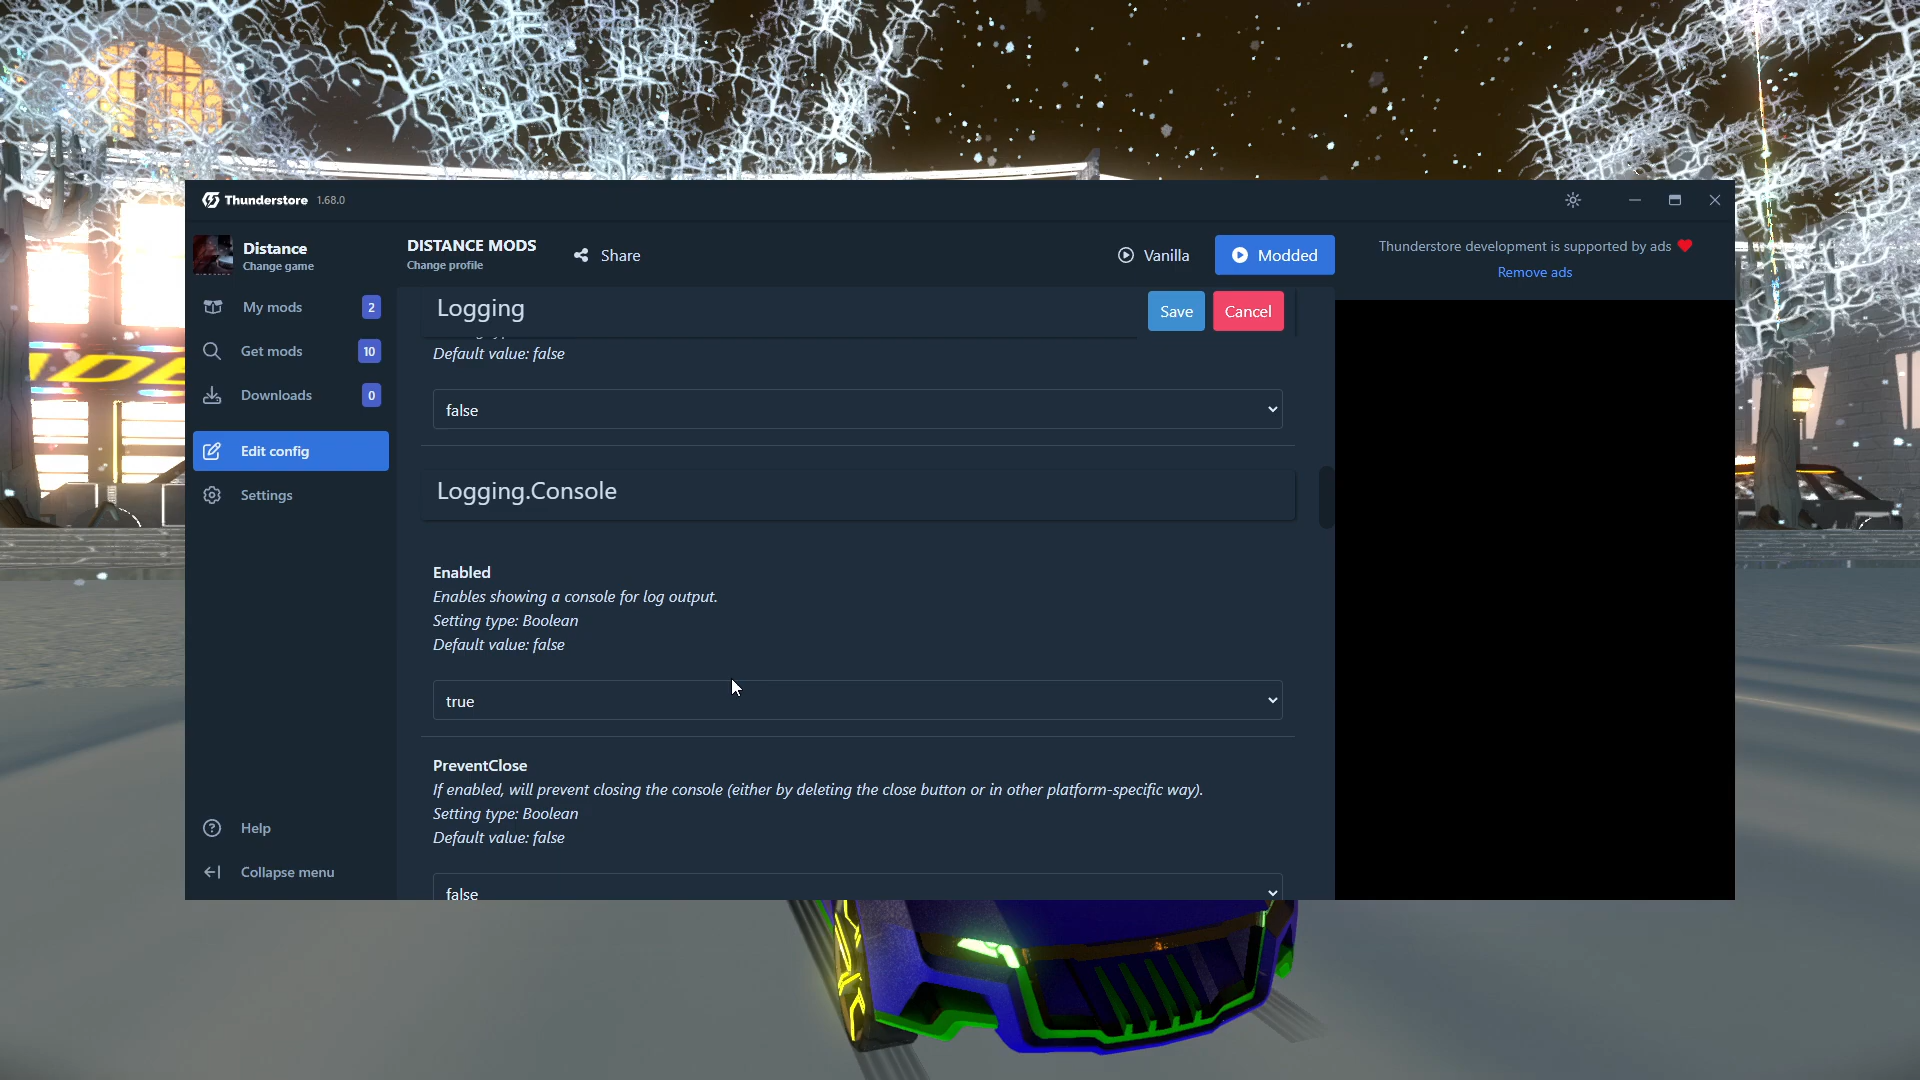 Thunderstore 1.68.0
Distance
Change game
DISTANCE MODS
Change profile
Share
Vanilla
Modded
Thunderstore development is supported by ads
Remove ads
My mods 2
Get mods 10
Downloads 0
Edit config
Settings
Help
Collapse menu
Logging
Save
Cancel
Default value: false
false
Logging.Console
Enabled
Enables showing a console for log output.
Setting type: Boolean
Default value: false
true
PreventClose
If enabled, will prevent closing the console (either by deleting the close button or in other platform-specific way).
Setting type: Boolean
Default value: false
false